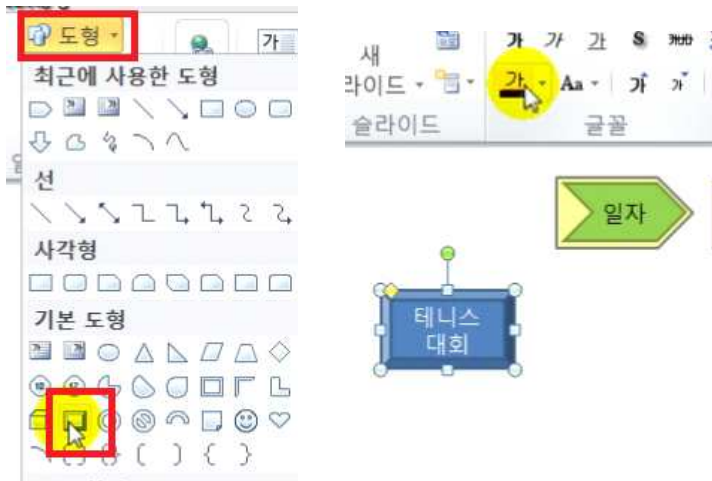 도형
가
최근에 사용한 도형
선
사각형
기본 도형
새
라이드
슬라이드
가 가 가 S
가 Aa 가 가
글꼴
일자
테니스
대회